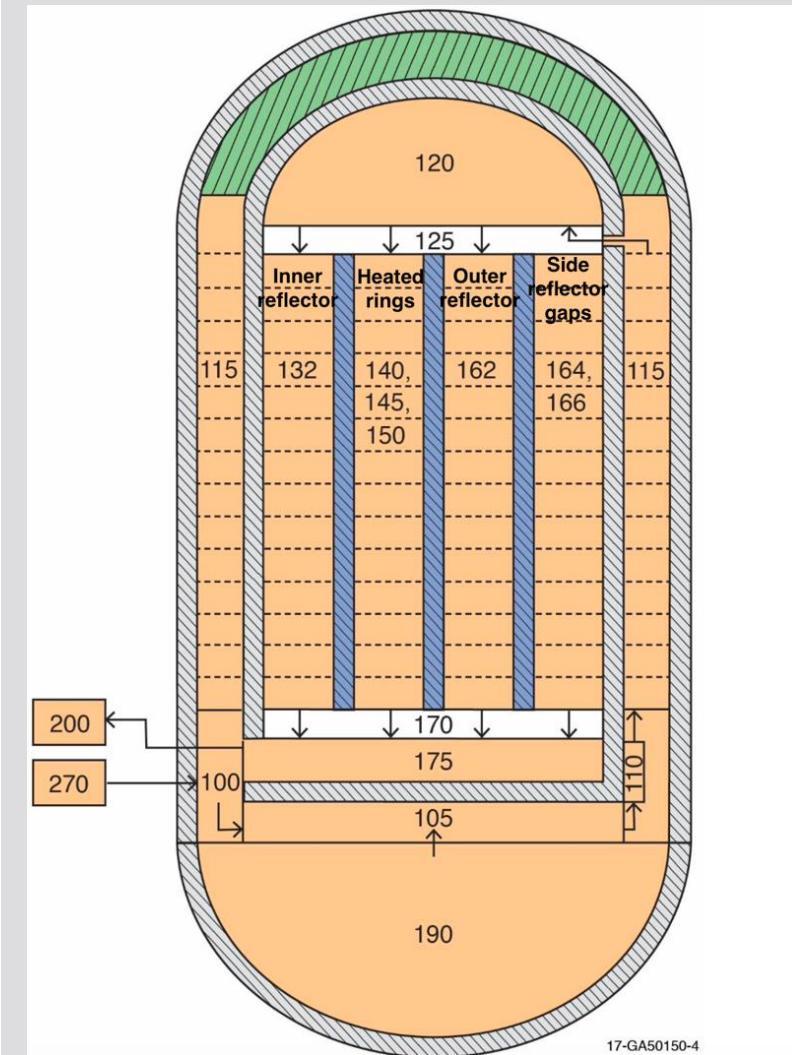 120
125
Inner
reflector
Heated
rings
Outer
reflector
Side
reflector
gaps
115
132
140,
145,
150
162
164,
166
115
170
200
175
270
100
110
105
190
17-GA50150-4